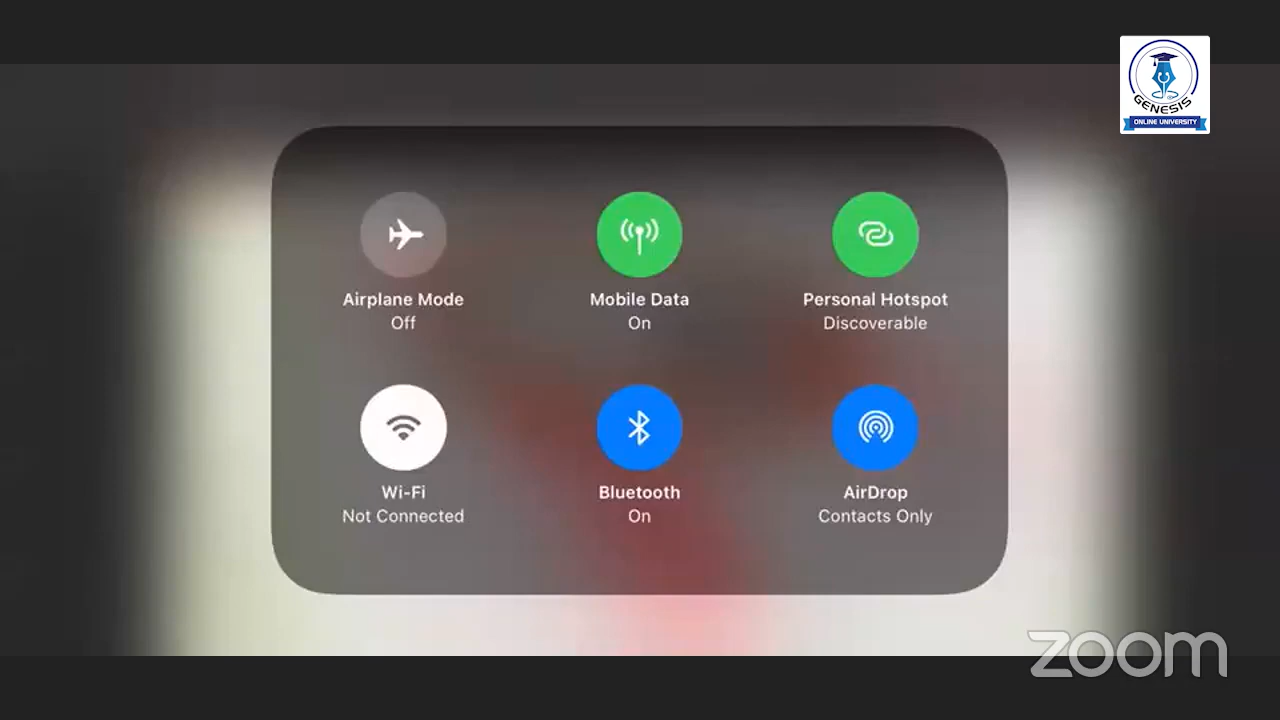 GENESIS
ONLINE UNIVERSITY
Airplane Mode
Off
Mobile Data
On
Personal Hotspot
Discoverable
Wi-Fi
Not Connected
Bluetooth
On
AirDrop
Contacts Only
zoom